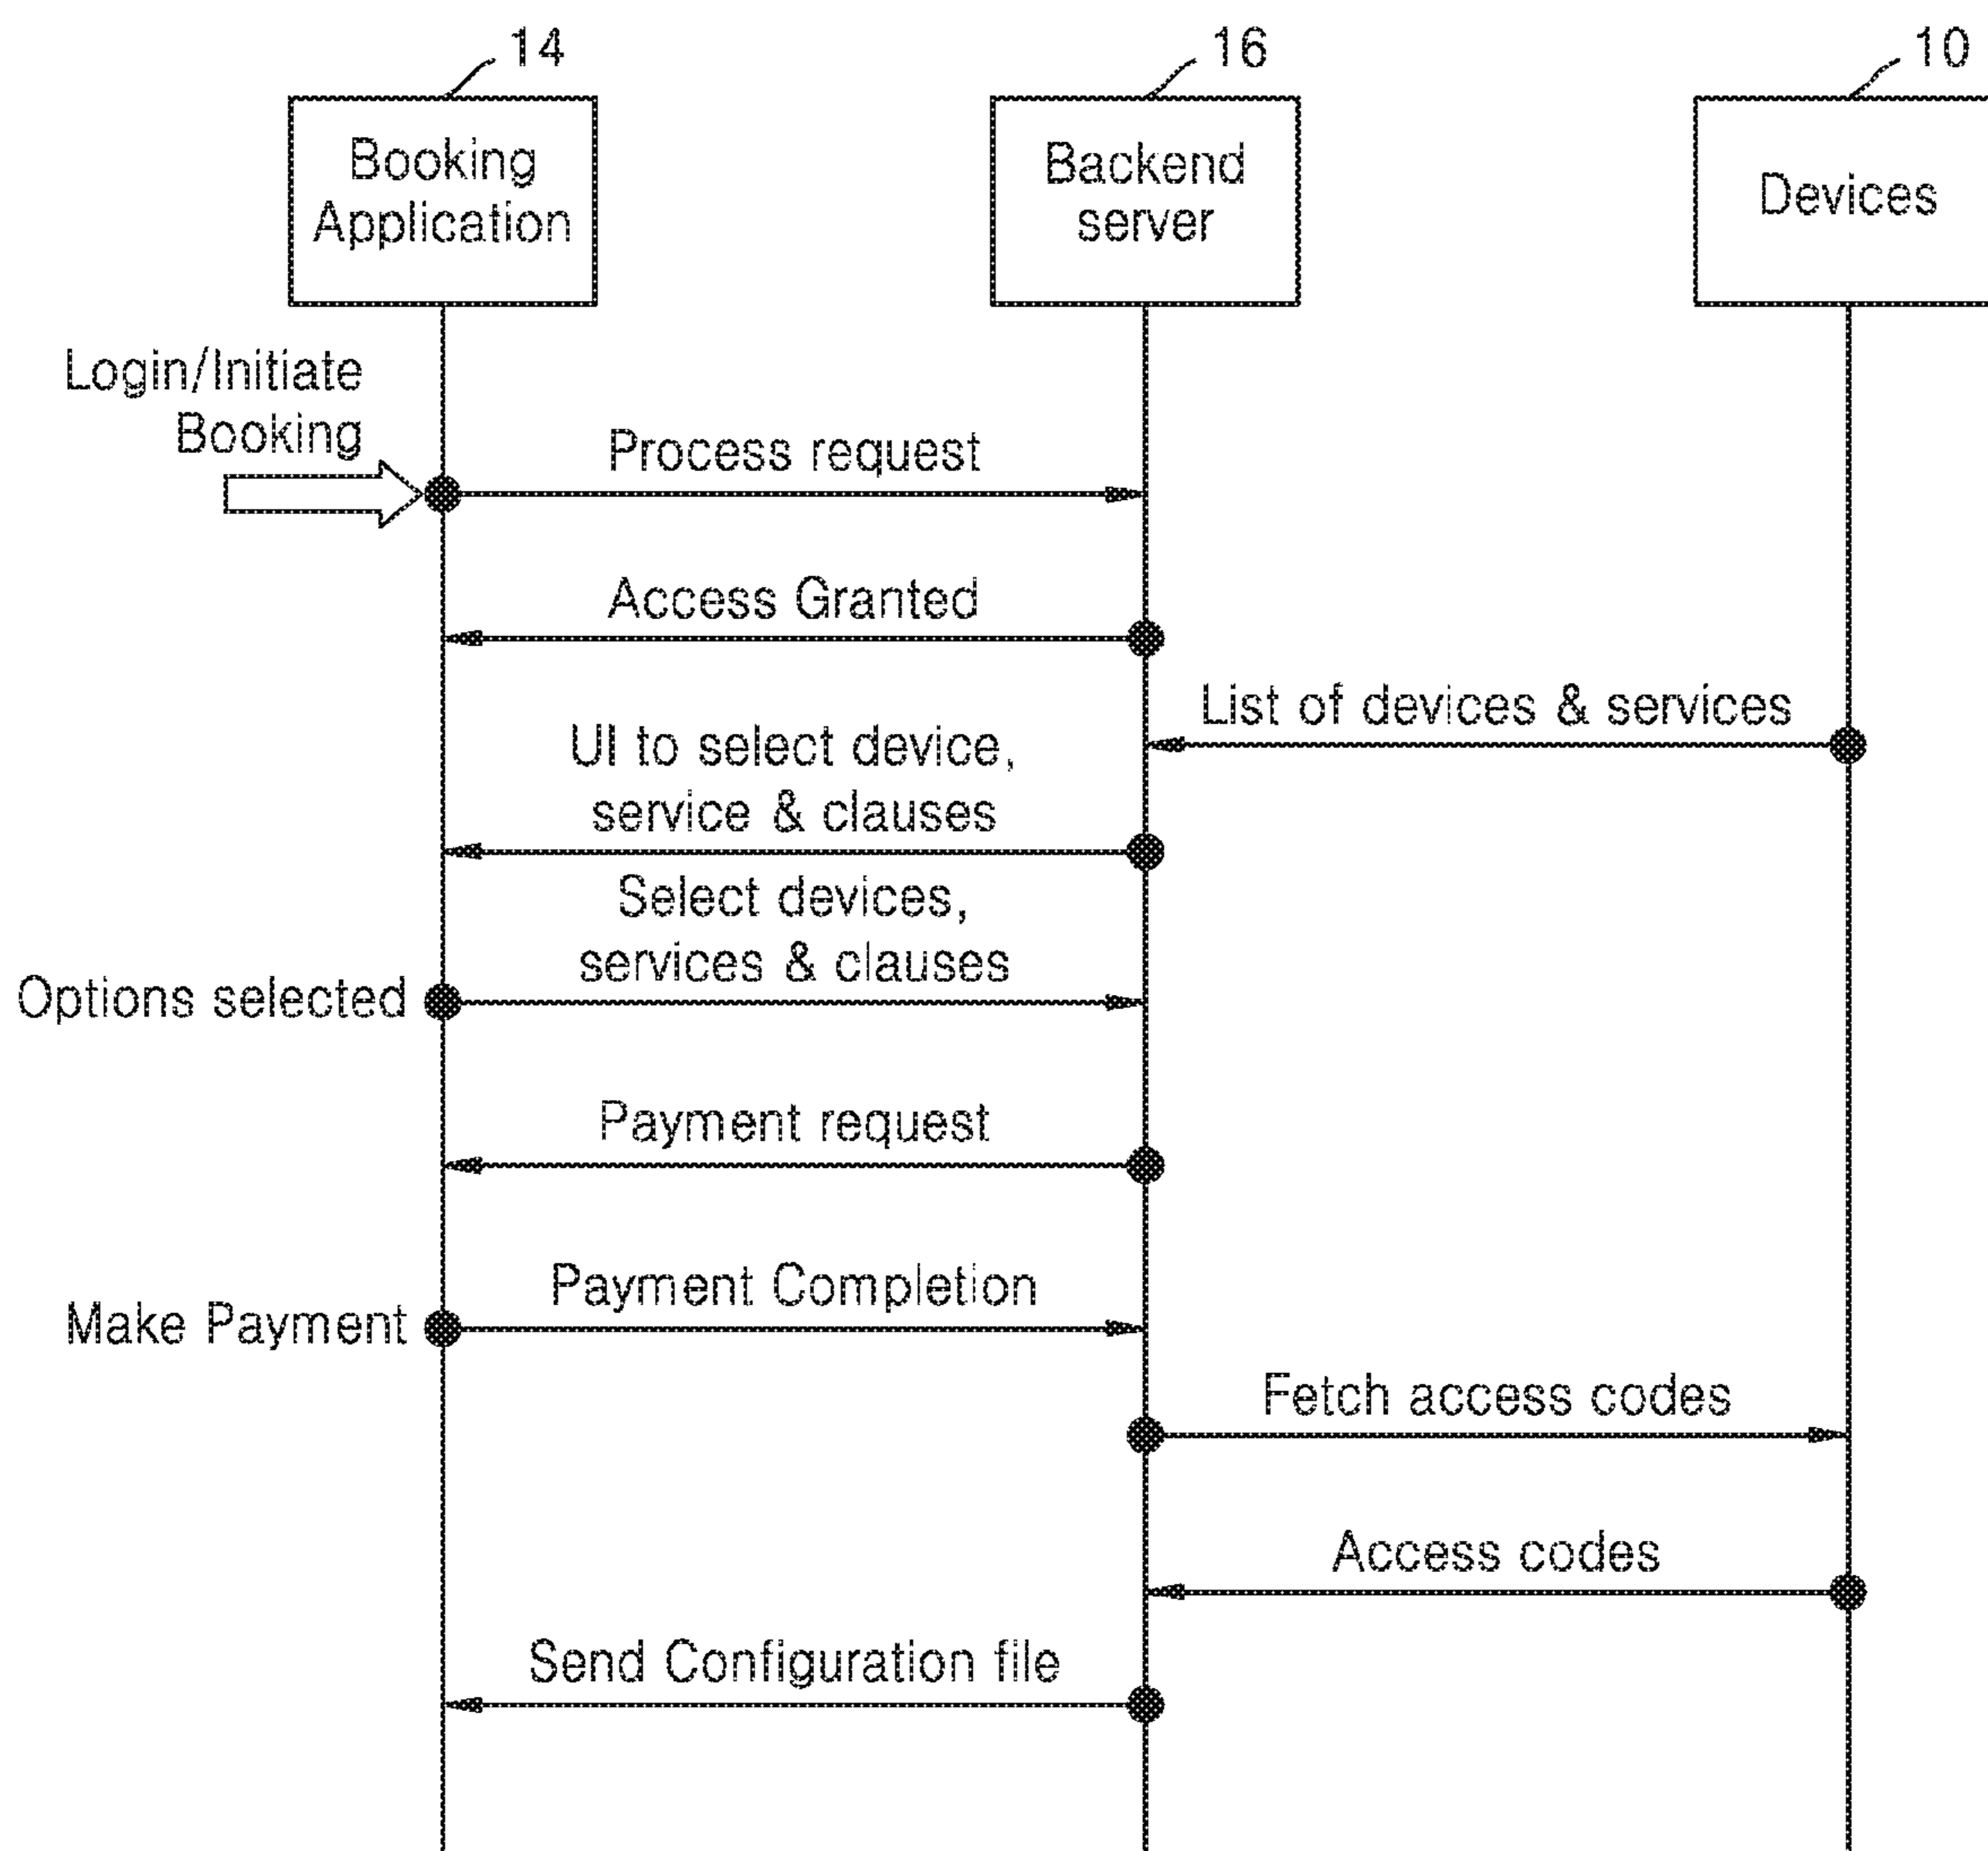 14
16
10
Booking
Application
Backend
server
Devices
Login/Initiate
Booking
Process request
Access Granted
List of devices & services
UI to select device,
service & clauses
Select devices,
services & clauses
Options selected
Payment request
Payment Completion
Make Payment
Fetch access codes
Access codes
Send Configuration file